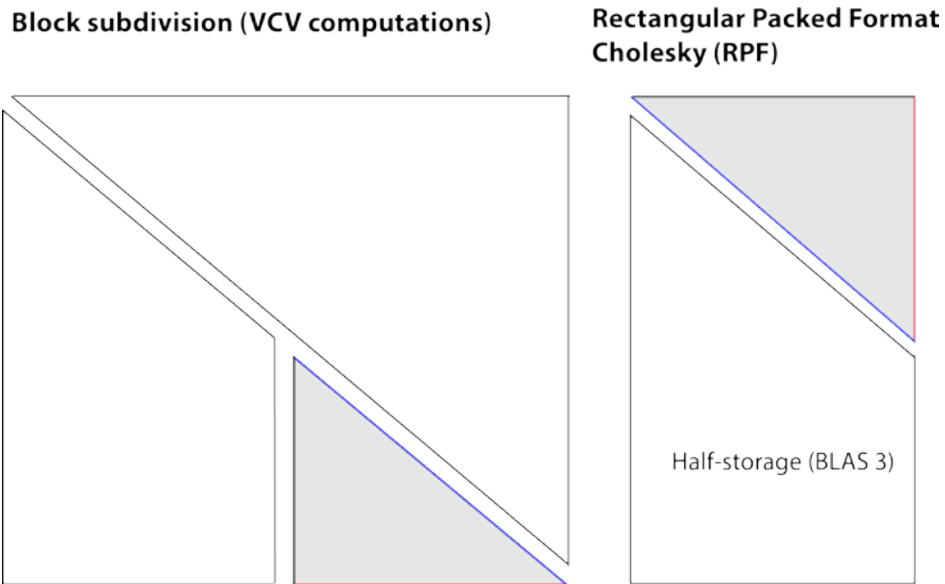 Block subdivision (VCV computations)
Rectangular Packed Format
Cholesky (RPF)
Half-storage (BLAS 3)